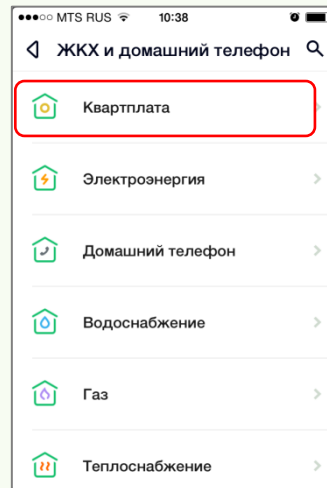 MTS RUS 10:38
ЖКХ и домашний телефон
Квартплата
Электроэнергия
Домашний телефон
Водоснабжение
Газ
Теплоснабжение